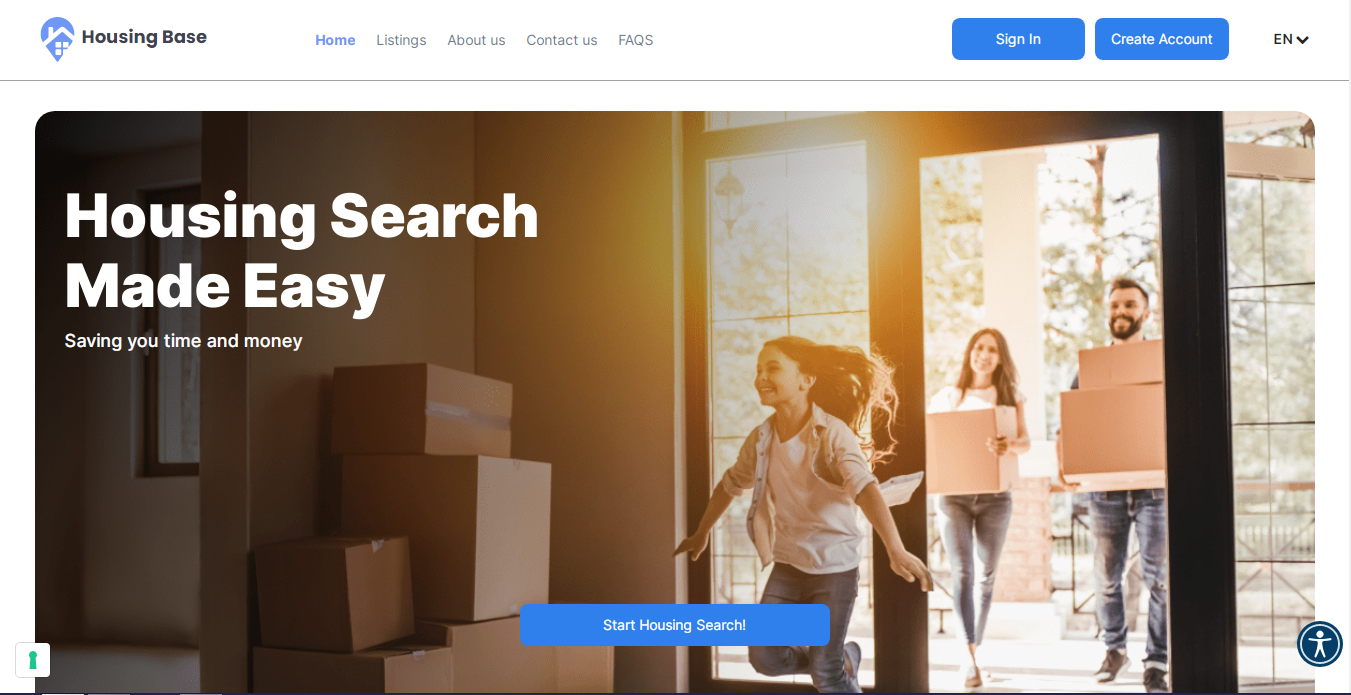 Housing Base
Home Listings About us Contact us FAQS
Sign In Create Account EN
Housing Search
Made Easy
Saving you time and money
Start Housing Search!